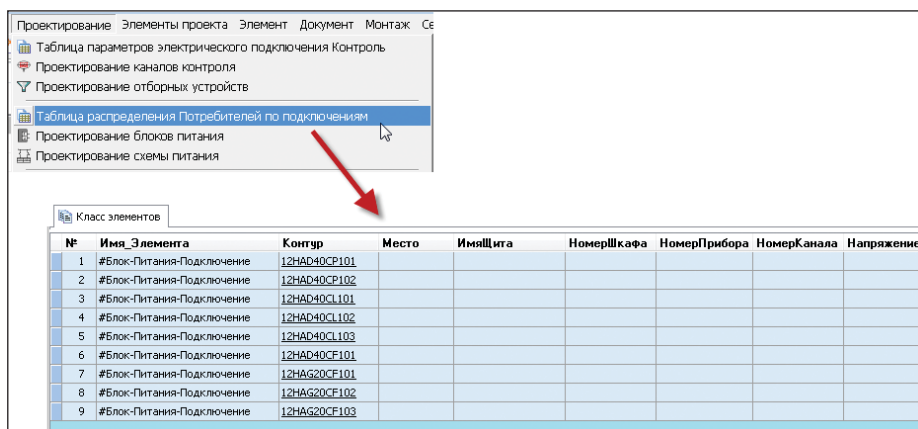 Проектирование Элементы проекта Элемент Документ Монтаж Се
Таблица параметров электрического подключения Контроль
Проектирование каналов контроля
Проектирование отборных устройств
Таблица распределения Потребителей по подключениям
Проектирование блоков питания
Проектирование схемы питания
Класс элементов
№ Имя_Элемента Контур Место ИмяЩита НомерШкафа НомерПрибора НомерКанала Напряжение
1 #Блок-Питания-Подключение 12HAD40CP101
2 #Блок-Питания-Подключение 12HAD40CP102
3 #Блок-Питания-Подключение 12HAD40CL101
4 #Блок-Питания-Подключение 12HAD40CL102
5 #Блок-Питания-Подключение 12HAD40CL103
6 #Блок-Питания-Подключение 12HAD40CF101
7 #Блок-Питания-Подключение 12HAG20CF101
8 #Блок-Питания-Подключение 12HAG20CF102
9 #Блок-Питания-Подключение 12HAG20CF103